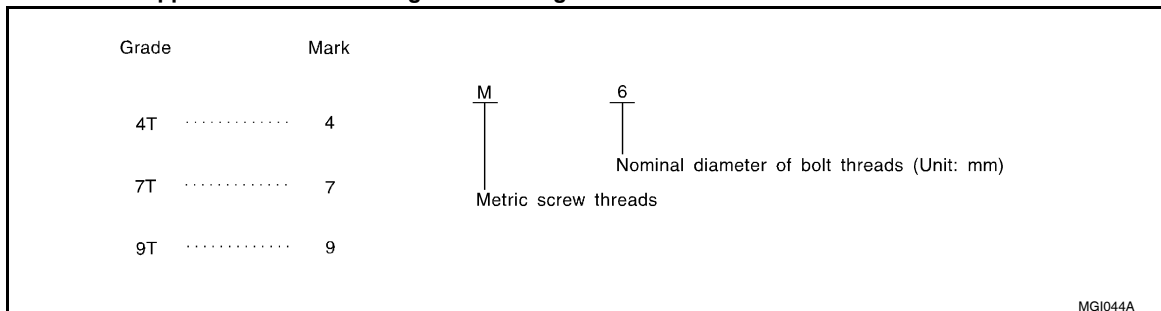 Grade Mark
M 6
4T ............. 4
Nominal diameter of bolt threads (Unit: mm)
7T ............. 7
Metric screw threads
9T ............. 9
MGI044A